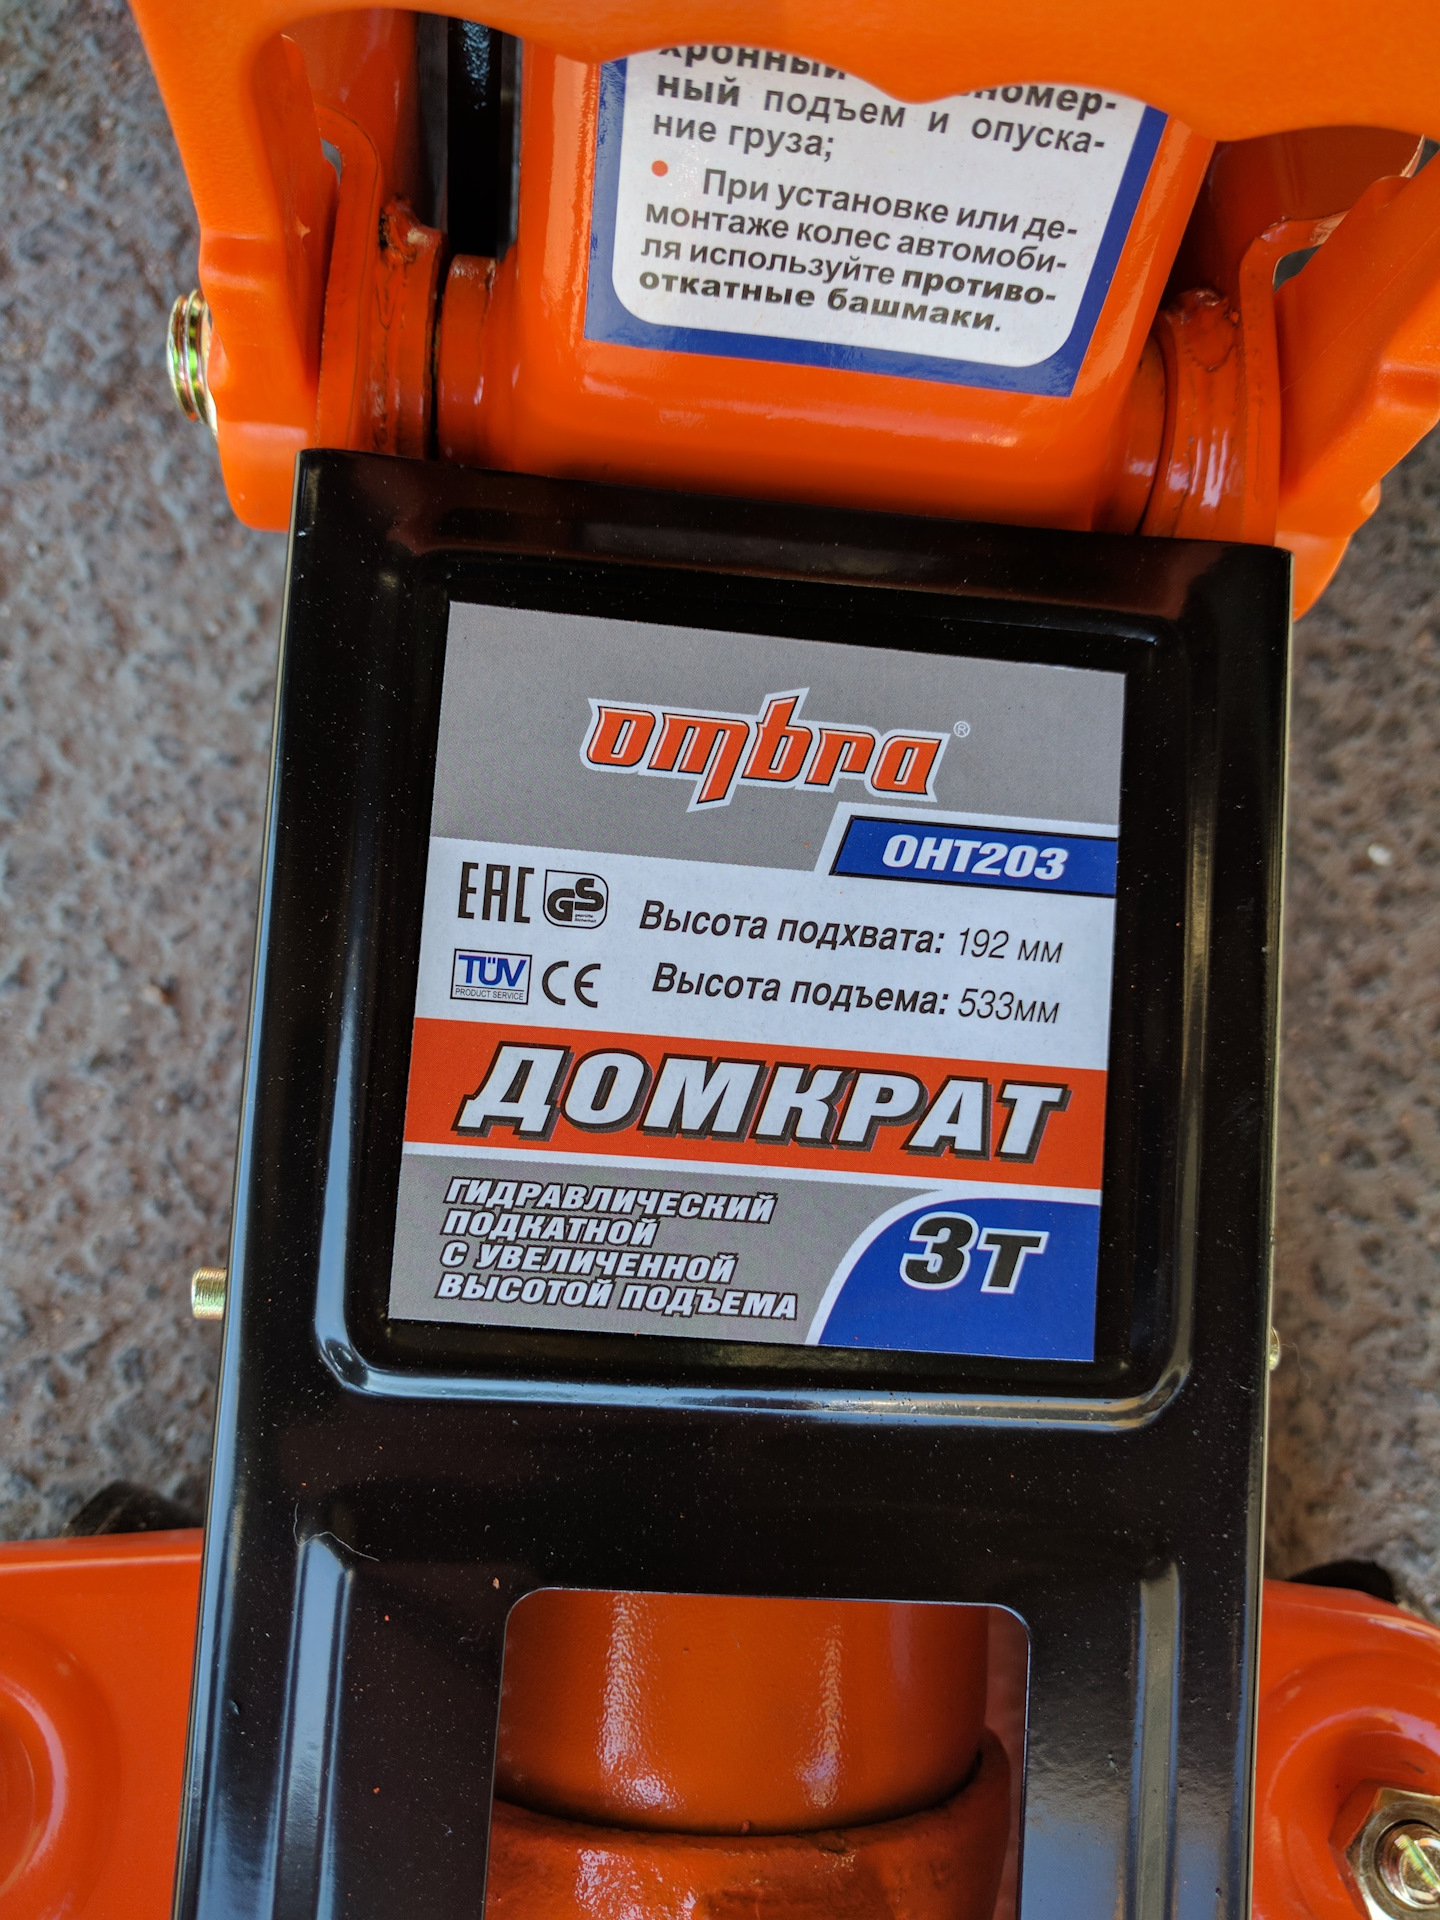 ный подъем и опуска-
ние груза;
• При установке или де-
монтаже колес автомоби-
ля используйте противо-
откатные башмаки.
ombra®
OHT203
EAC GS geprüfte Sicherheit
Высота подхвата: 192 мм
TÜV PRODUCT SERVICE CE
Высота подъема: 533мм
ДОМКРАТ
ГИДРАВЛИЧЕСКИЙ
ПОДКАТНОЙ
С УВЕЛИЧЕННОЙ
ВЫСОТОЙ ПОДЪЕМА
3Т